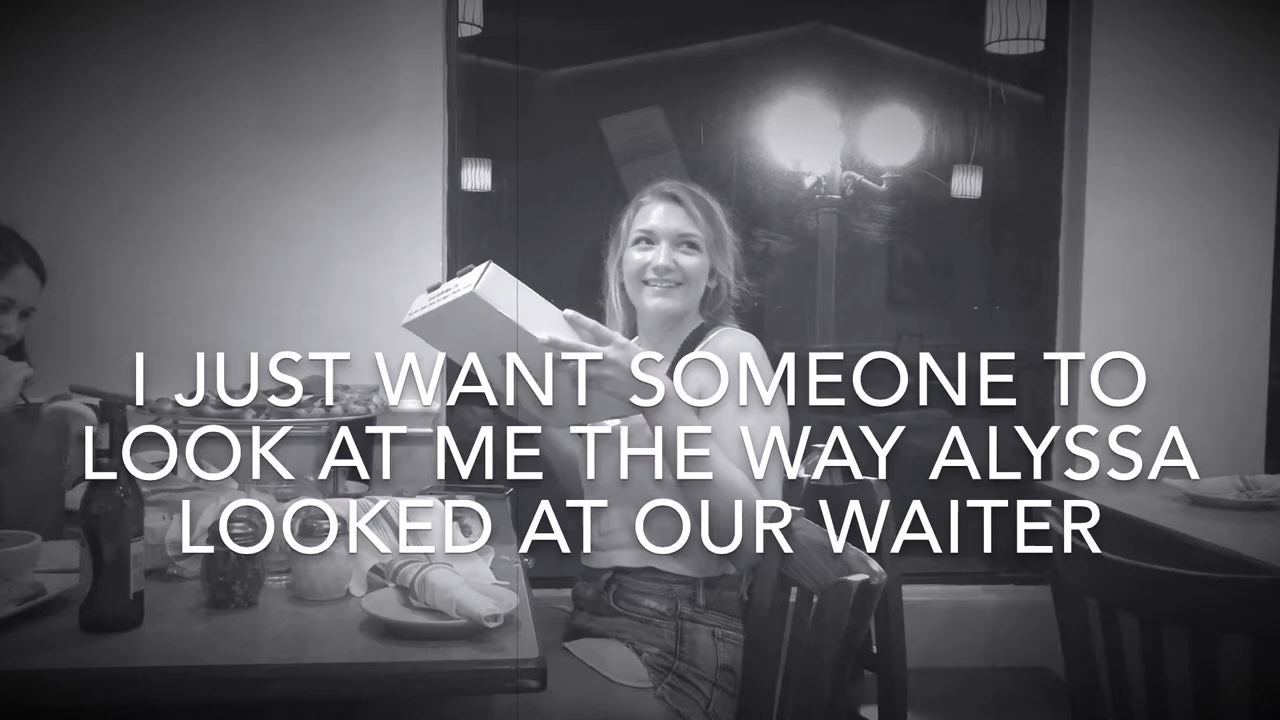 I JUST WANT SOMEONE TO
LOOK AT ME THE WAY ALYSSA
LOOKED AT OUR WAITER